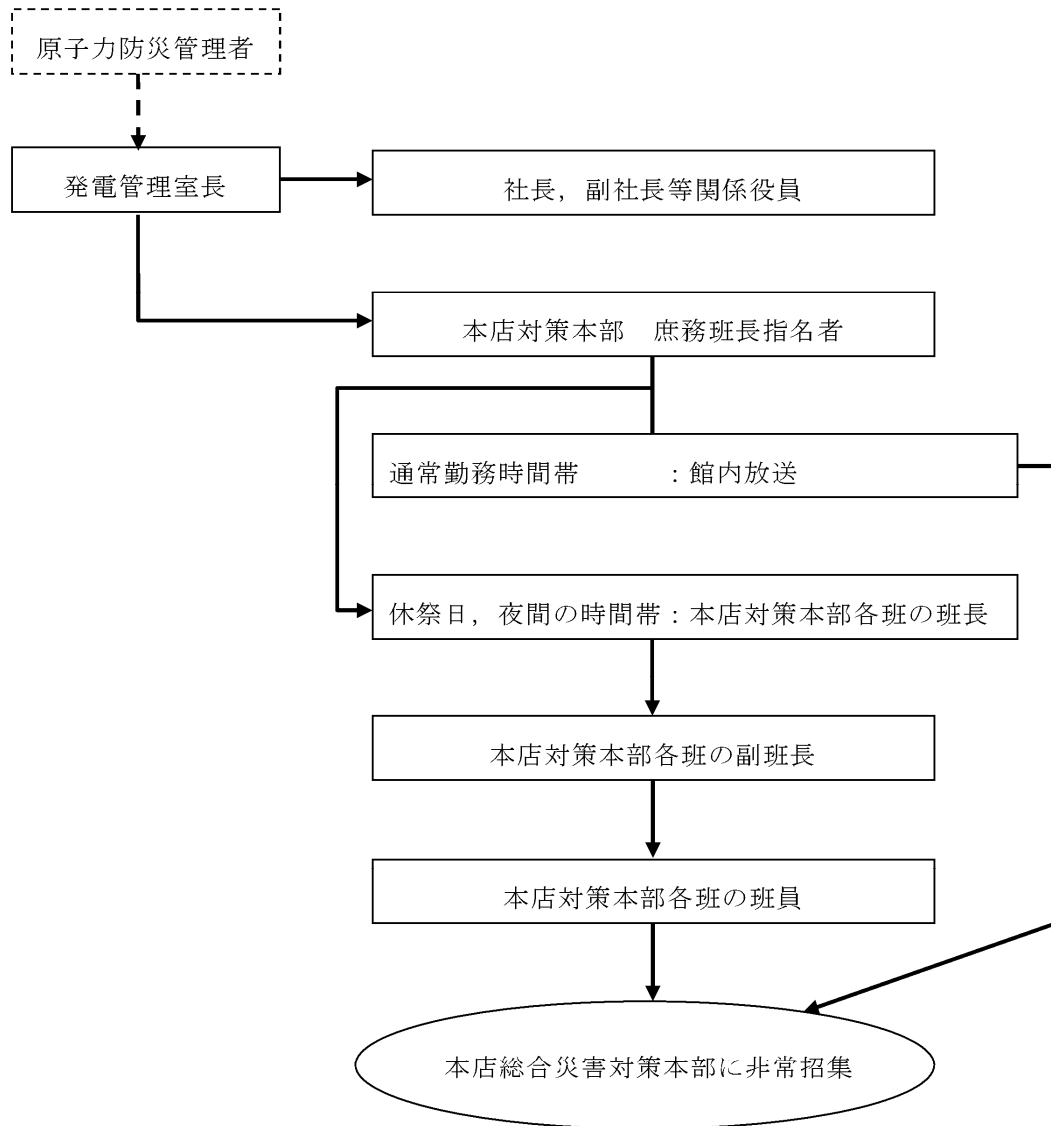 原子力防災管理者
発電管理室長
社長，副社長等関係役員
本店対策本部　庶務班長指名者
通常勤務時間帯　　　：館内放送
休祭日，夜間の時間帯：本店対策本部各班の班長
本店対策本部各班の副班長
本店対策本部各班の班員
本店総合災害対策本部に非常招集